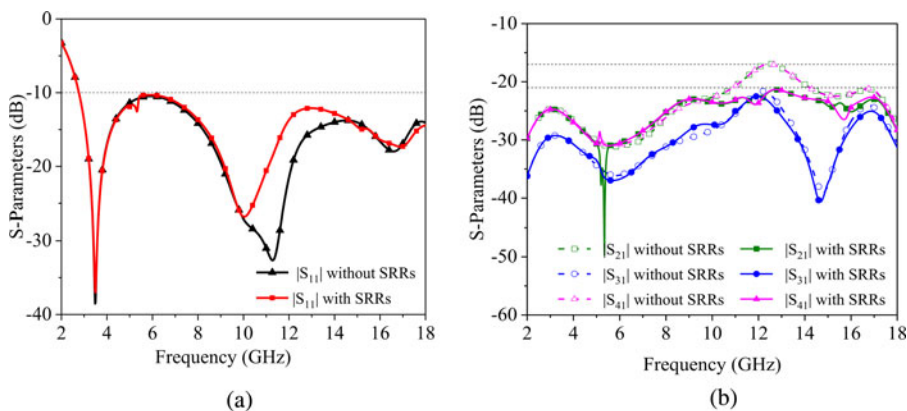 0
-10
-20
-30
-40
S-Parameters (dB)
|S₁₁| without SRRs
|S₁₁| with SRRs
2 4 6 8 10 12 14 16 18
Frequency (GHz)
(a)
-10
-20
-30
-40
-50
-60
S-Parameters (dB)
|S₂₁| without SRRs |S₂₁| with SRRs
|S₃₁| without SRRs |S₃₁| with SRRs
|S₄₁| without SRRs |S₄₁| with SRRs
2 4 6 8 10 12 14 16 18
Frequency (GHz)
(b)